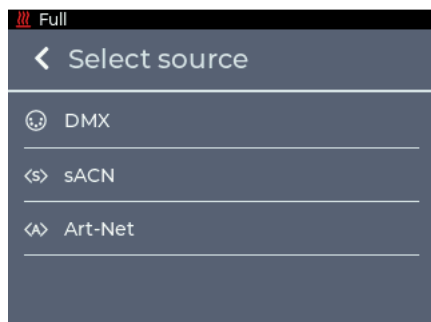 Full
Select source
DMX
<S> sACN
<A> Art-Net